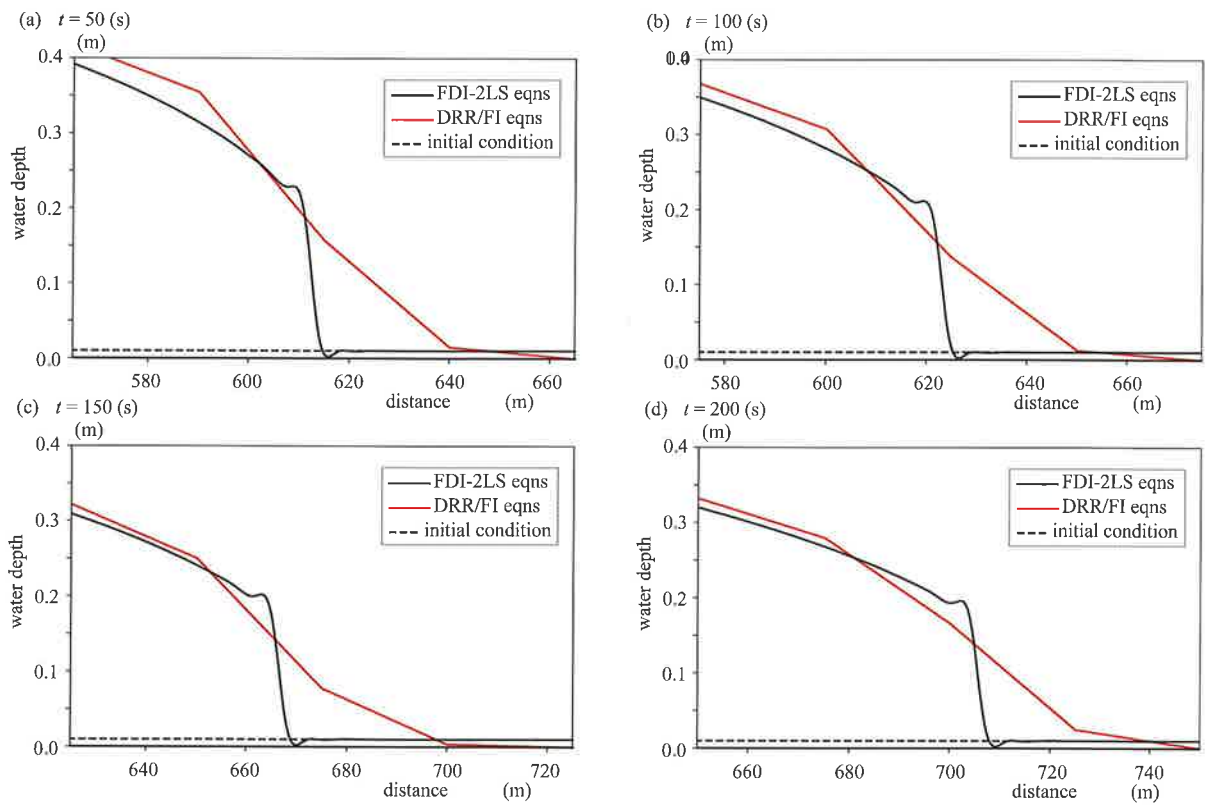 (a) t = 50 (s)
(m)
0.4
0.3
0.2
0.1
0.0
water depth
FDI-2LS eqns
DRR/FI eqns
initial condition
580 600 620 640 660
distance (m)
(b) t = 100 (s)
(m)
0.4
0.3
0.2
0.1
0.0
water depth
FDI-2LS eqns
DRR/FI eqns
initial condition
580 600 620 640 660
distance (m)
(c) t = 150 (s)
(m)
0.4
0.3
0.2
0.1
0.0
water depth
FDI-2LS eqns
DRR/FI eqns
initial condition
640 660 680 700 720
distance (m)
(d) t = 200 (s)
(m)
0.4
0.3
0.2
0.1
0.0
water depth
FDI-2LS eqns
DRR/FI eqns
initial condition
660 680 700 720 740
distance (m)